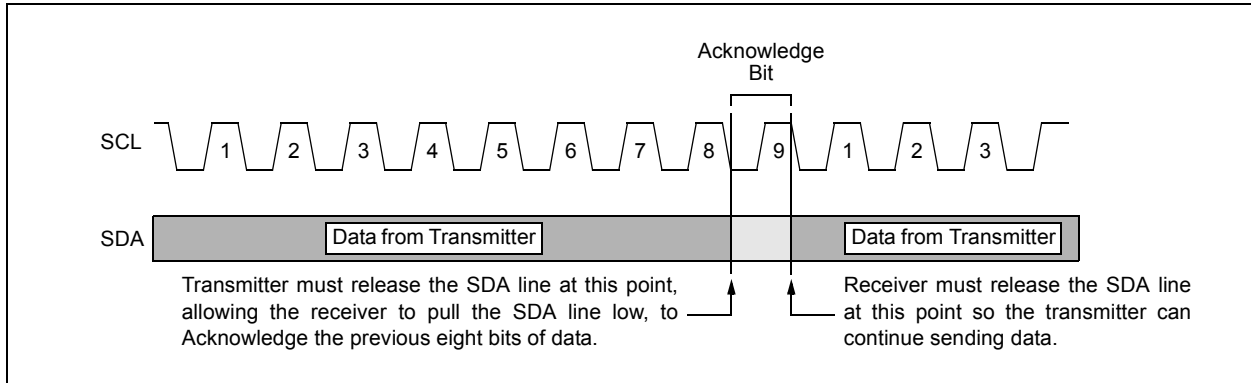 Acknowledge
Bit
SCL
1 2 3 4 5 6 7 8 9 1 2 3
SDA
Data from Transmitter
Data from Transmitter
Transmitter must release the SDA line at this point,
allowing the receiver to pull the SDA line low, to
Acknowledge the previous eight bits of data.
Receiver must release the SDA line
at this point so the transmitter can
continue sending data.